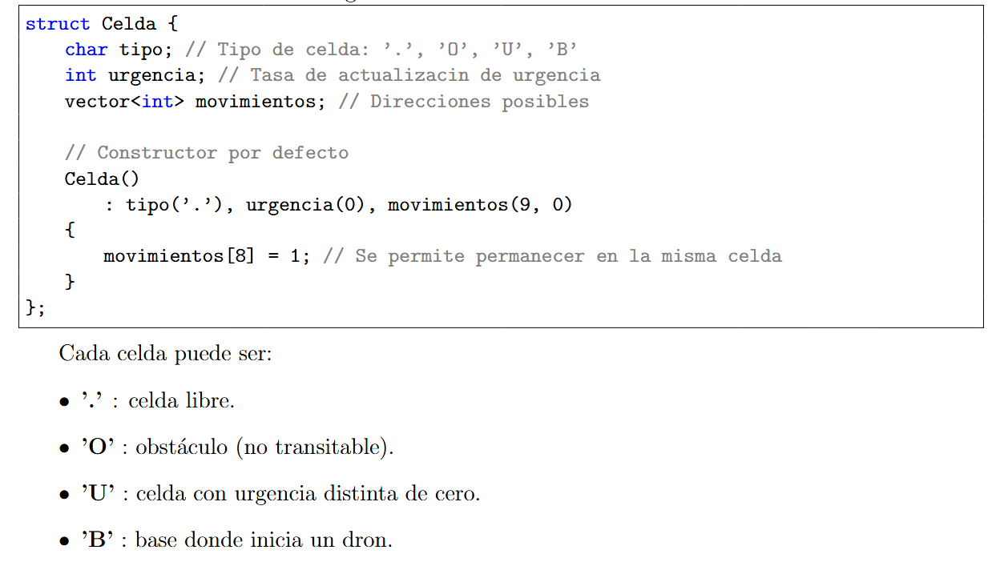 struct Celda {
char tipo; // Tipo de celda: ’.’, ’O’, ’U’, ’B’
int urgencia; // Tasa de actualizacin de urgencia
vector<int> movimientos; // Direcciones posibles
// Constructor por defecto
Celda()
: tipo(’.’), urgencia(0), movimientos(9, 0)
{
movimientos[8] = 1; // Se permite permanecer en la misma celda
}
};
Cada celda puede ser:
• ’.’ : celda libre.
• ’O’ : obstáculo (no transitable).
• ’U’ : celda con urgencia distinta de cero.
• ’B’ : base donde inicia un dron.